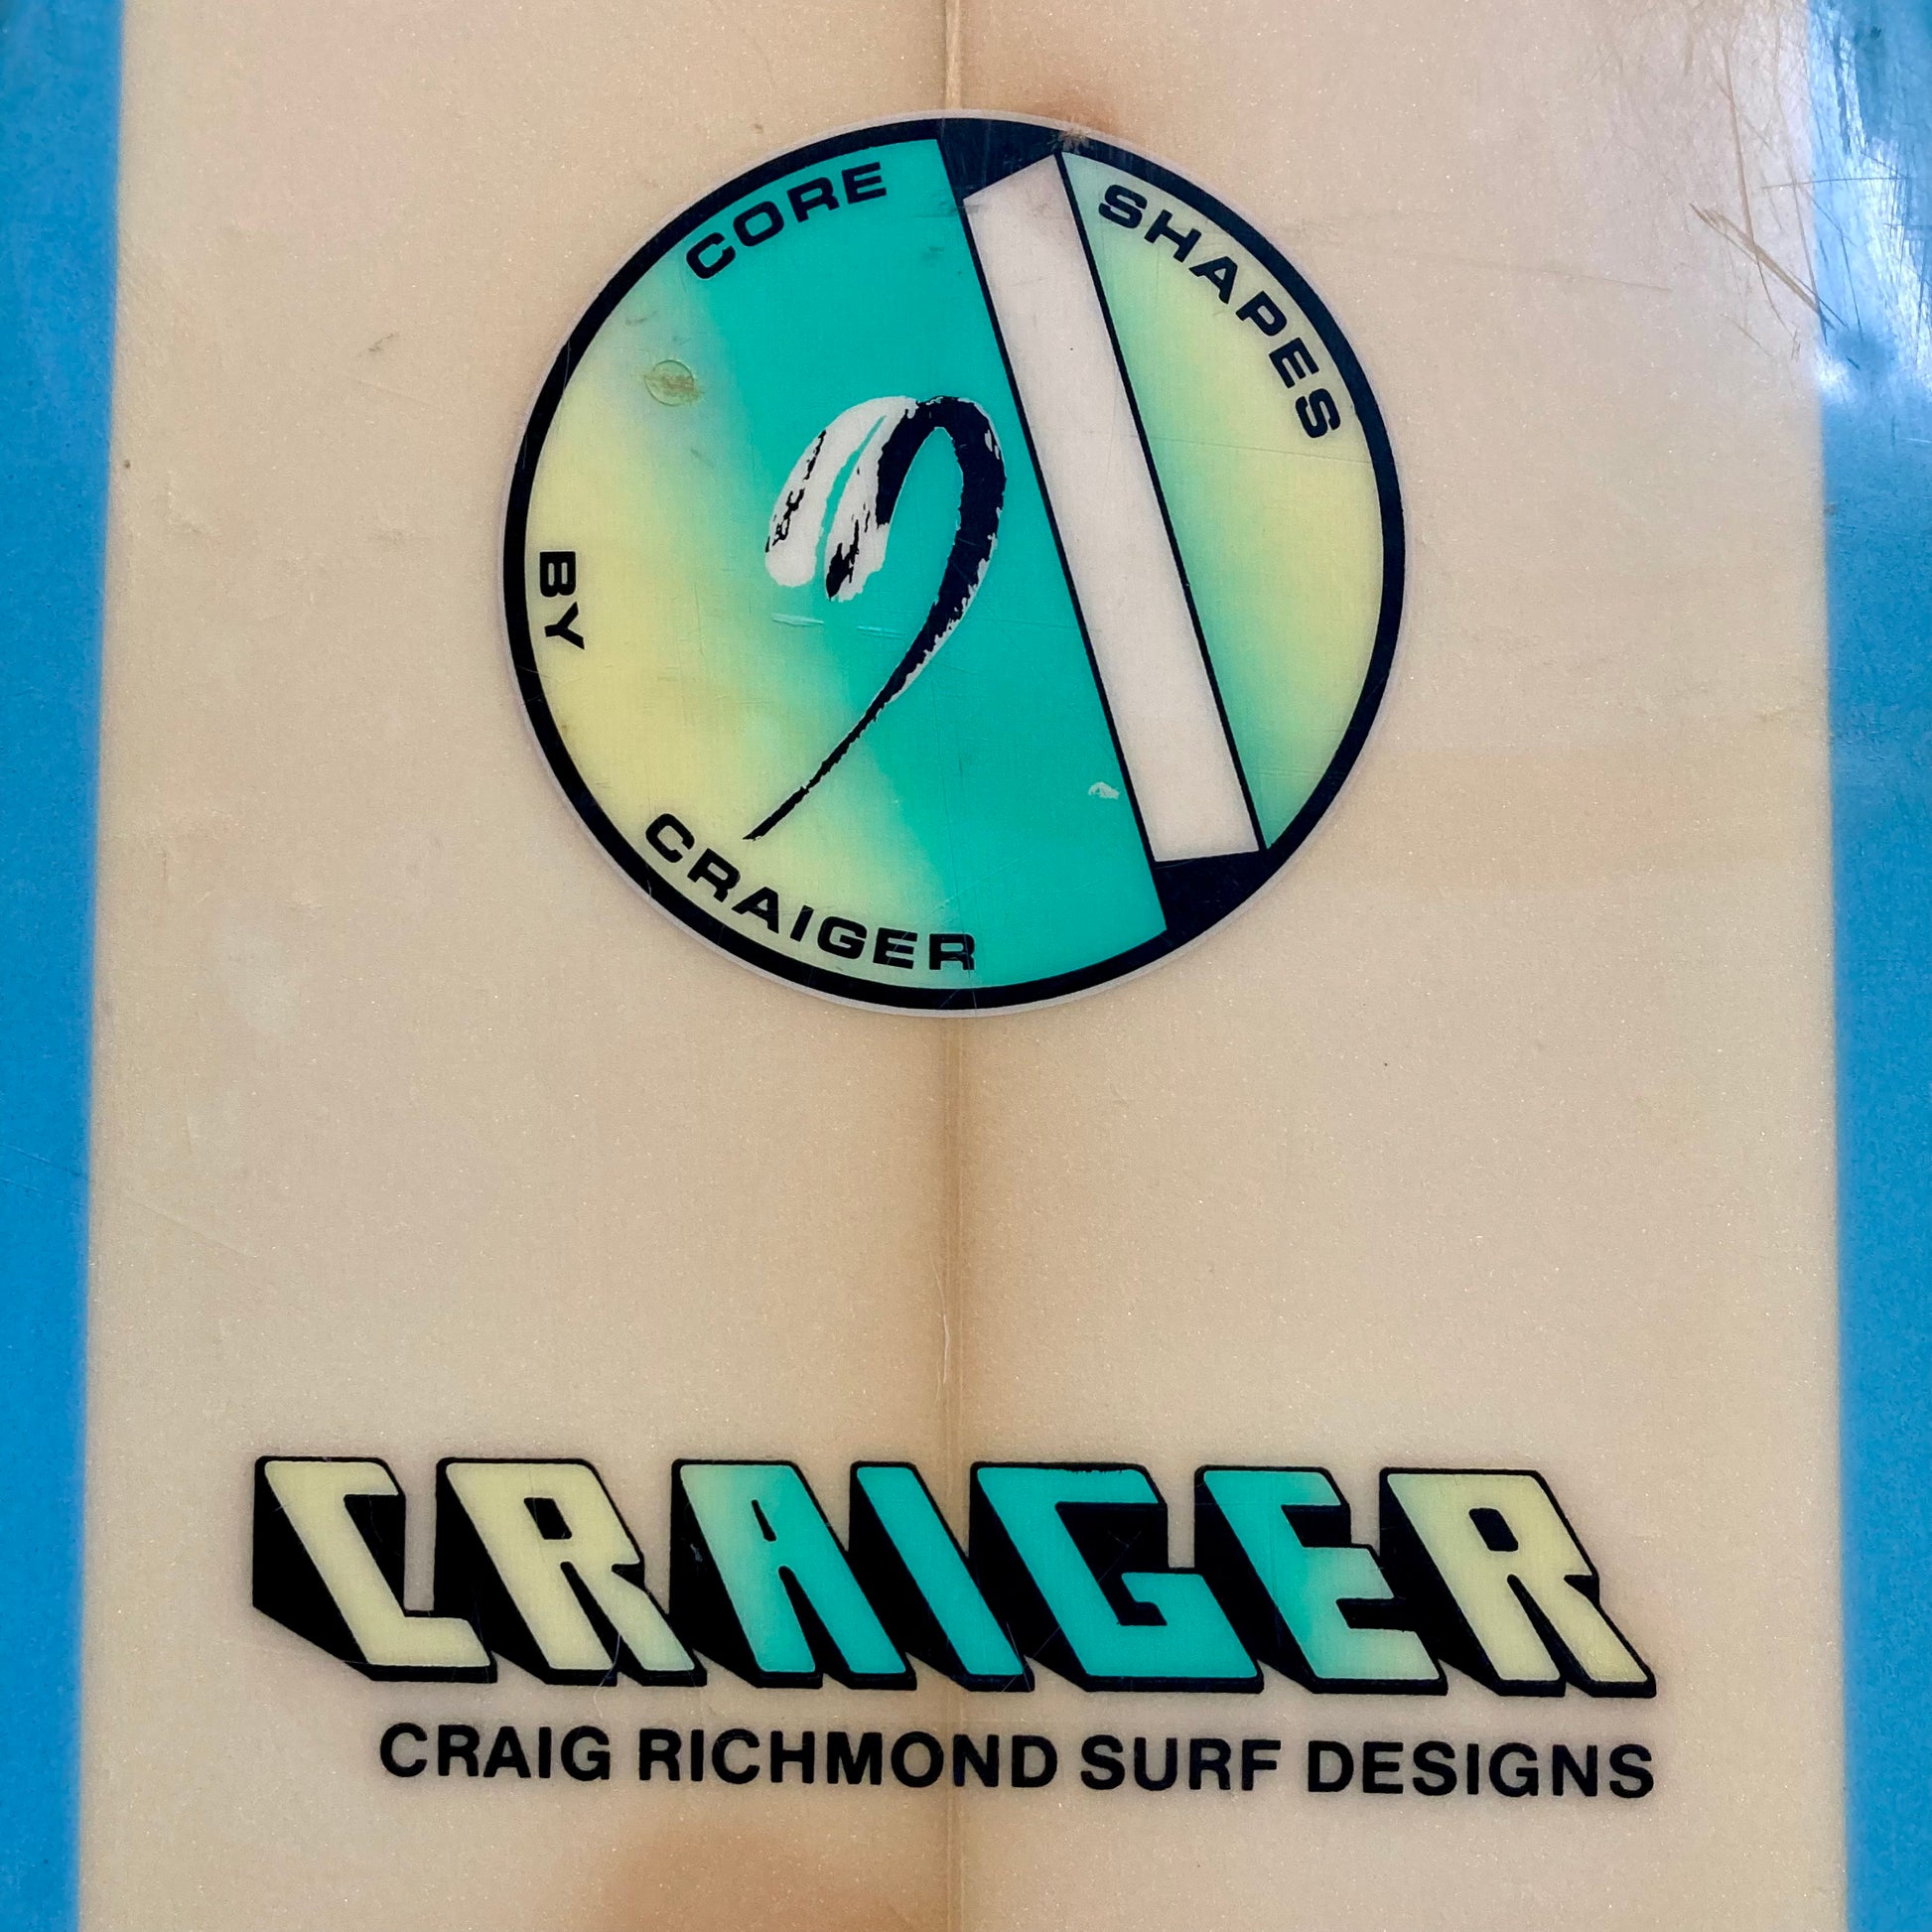 CORE SHAPES
BY
CRAIGER
CRAIGER
CRAIG RICHMOND SURF DESIGNS